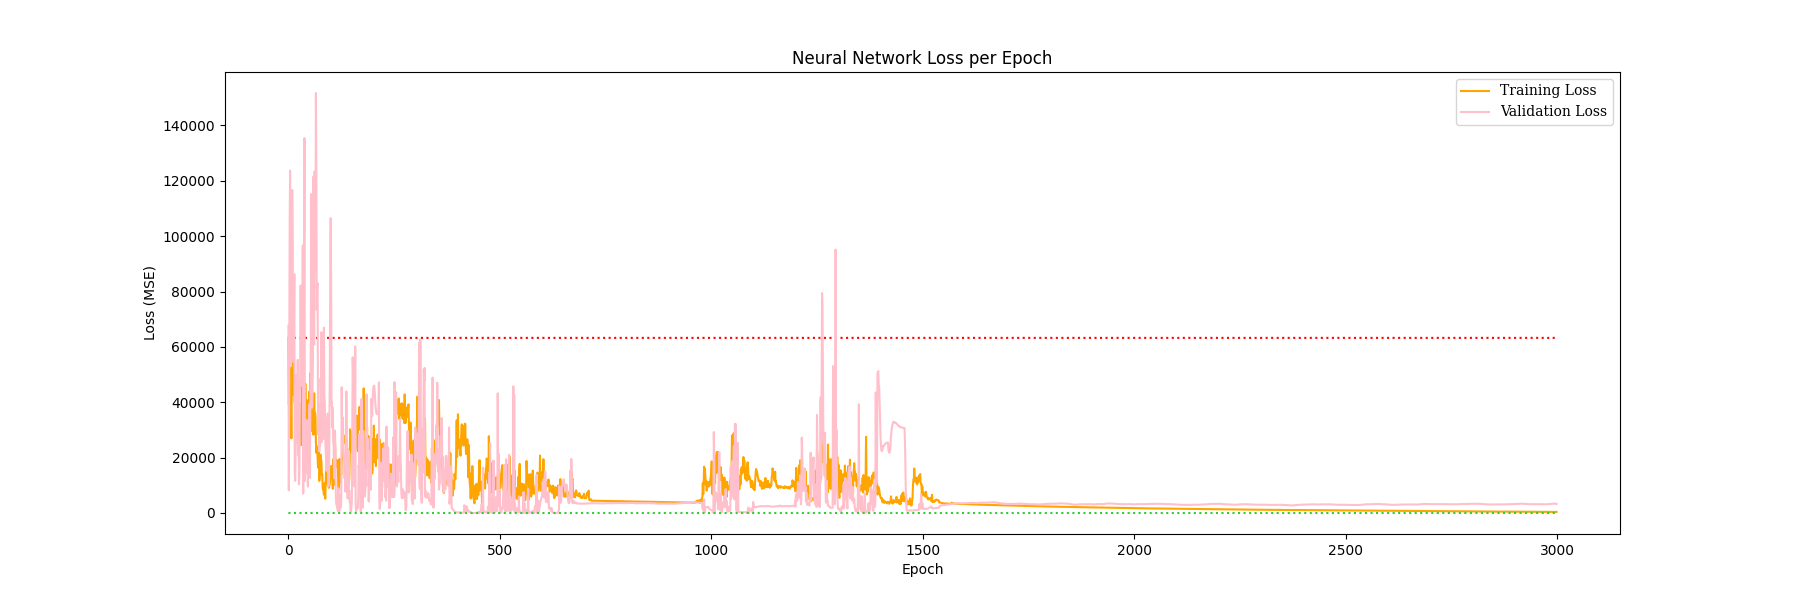 Neural Network Loss per Epoch
Training Loss
Validation Loss
140000
120000
100000
80000
60000
40000
20000
0
Loss (MSE)
0 500 1000 1500 2000 2500 3000
Epoch